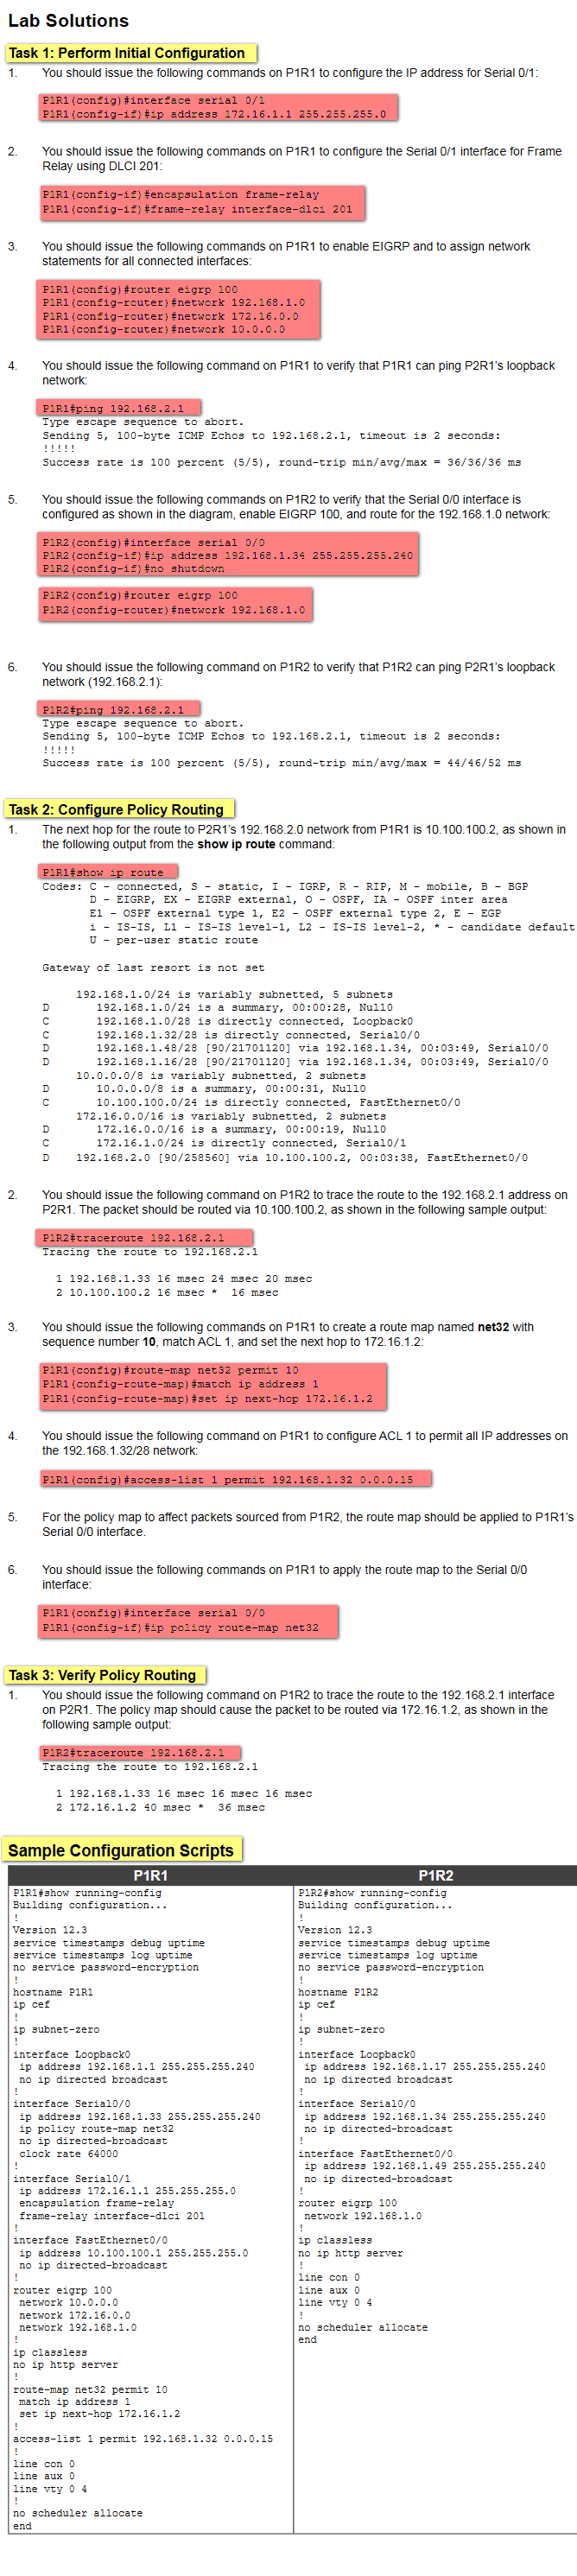 Lab Solutions
Task 1: Perform Initial Configuration
1. You should issue the following commands on P1R1 to configure the IP address for Serial 0/1:
P1R1(config)#interface serial 0/1
P1R1(config-if)#ip address 172.16.1.1 255.255.255.0
2. You should issue the following commands on P1R1 to configure the Serial 0/1 interface for Frame
Relay using DLCI 201:
P1R1(config-if)#encapsulation frame-relay
P1R1(config-if)#frame-relay interface-dlci 201
3. You should issue the following commands on P1R1 to enable EIGRP and to assign network
statements for all connected interfaces:
P1R1(config)#router eigrp 100
P1R1(config-router)#network 192.168.1.0
P1R1(config-router)#network 172.16.0.0
P1R1(config-router)#network 10.0.0.0
4. You should issue the following command on P1R1 to verify that P1R1 can ping P2R1's loopback
network:
P1R1#ping 192.168.2.1
Type escape sequence to abort.
Sending 5, 100-byte ICMP Echos to 192.168.2.1, timeout is 2 seconds:
!!!!!
Success rate is 100 percent (5/5), round-trip min/avg/max = 36/36/36 ms
5. You should issue the following commands on P1R2 to verify that the Serial 0/0 interface is
configured as shown in the diagram, enable EIGRP 100, and route for the 192.168.1.0 network:
P1R2(config)#interface serial 0/0
P1R2(config-if)#ip address 192.168.1.34 255.255.255.240
P1R2(config-if)#no shutdown
P1R2(config)#router eigrp 100
P1R2(config-router)#network 192.168.1.0
6. You should issue the following command on P1R2 to verify that P1R2 can ping P2R1's loopback
network (192.168.2.1):
P1R2#ping 192.168.2.1
Type escape sequence to abort.
Sending 5, 100-byte ICMP Echos to 192.168.2.1, timeout is 2 seconds:
!!!!!
Success rate is 100 percent (5/5), round-trip min/avg/max = 44/46/52 ms
Task 2: Configure Policy Routing
1. The next hop for the route to P2R1's 192.168.2.0 network from P1R1 is 10.100.100.2, as shown in
the following output from the show ip route command:
P1R1#show ip route
Codes: C - connected, S - static, I - IGRP, R - RIP, M - mobile, B - BGP
D - EIGRP, EX - EIGRP external, O - OSPF, IA - OSPF inter area
E1 - OSPF external type 1, E2 - OSPF external type 2, E - EGP
i - IS-IS, L1 - IS-IS level-1, L2 - IS-IS level-2, * - candidate default
U - per-user static route
Gateway of last resort is not set
192.168.1.0/24 is variably subnetted, 5 subnets
D 192.168.1.0/24 is a summary, 00:00:28, Null0
C 192.168.1.0/28 is directly connected, Loopback0
C 192.168.1.32/28 is directly connected, Serial0/0
D 192.168.1.48/28 [90/21701120] via 192.168.1.34, 00:03:49, Serial0/0
D 192.168.1.16/28 [90/21701120] via 192.168.1.34, 00:03:49, Serial0/0
10.0.0.0/8 is variably subnetted, 2 subnets
D 10.0.0.0/8 is a summary, 00:00:31, Null0
C 10.100.100.0/24 is directly connected, FastEthernet0/0
172.16.0.0/16 is variably subnetted, 2 subnets
D 172.16.0.0/16 is a summary, 00:00:19, Null0
C 172.16.1.0/24 is directly connected, Serial0/1
D 192.168.2.0 [90/258560] via 10.100.100.2, 00:03:38, FastEthernet0/0
2. You should issue the following command on P1R2 to trace the route to the 192.168.2.1 address on
P2R1. The packet should be routed via 10.100.100.2, as shown in the following sample output:
P1R2#traceroute 192.168.2.1
Tracing the route to 192.168.2.1
1 192.168.1.33 16 msec 24 msec 20 msec
2 10.100.100.2 16 msec * 16 msec
3. You should issue the following commands on P1R1 to create a route map named net32 with
sequence number 10, match ACL 1, and set the next hop to 172.16.1.2:
P1R1(config)#route-map net32 permit 10
P1R1(config-route-map)#match ip address 1
P1R1(config-route-map)#set ip next-hop 172.16.1.2
4. You should issue the following command on P1R1 to configure ACL 1 to permit all IP addresses on
the 192.168.1.32/28 network:
P1R1(config)#access-list 1 permit 192.168.1.32 0.0.0.15
5. For the policy map to affect packets sourced from P1R2, the route map should be applied to P1R1's
Serial 0/0 interface.
6. You should issue the following commands on P1R1 to apply the route map to the Serial 0/0
interface:
P1R1(config)#interface serial 0/0
P1R1(config-if)#ip policy route-map net32
Task 3: Verify Policy Routing
1. You should issue the following command on P1R2 to trace the route to the 192.168.2.1 interface
on P2R1. The policy map should cause the packet to be routed via 172.16.1.2, as shown in the
following sample output:
P1R2#traceroute 192.168.2.1
Tracing the route to 192.168.2.1
1 192.168.1.33 16 msec 16 msec 16 msec
2 172.16.1.2 40 msec * 36 msec
Sample Configuration Scripts
P1R1
P1R1#show running-config
Building configuration...
!
Version 12.3
service timestamps debug uptime
service timestamps log uptime
no service password-encryption
!
hostname P1R1
ip cef
!
ip subnet-zero
!
interface Loopback0
ip address 192.168.1.1 255.255.255.240
no ip directed broadcast
!
interface Serial0/0
ip address 192.168.1.33 255.255.255.240
ip policy route-map net32
no ip directed-broadcast
clock rate 64000
!
interface Serial0/1
ip address 172.16.1.1 255.255.255.0
encapsulation frame-relay
frame-relay interface-dlci 201
!
interface FastEthernet0/0
ip address 10.100.100.1 255.255.255.0
no ip directed-broadcast
!
router eigrp 100
network 10.0.0.0
network 172.16.0.0
network 192.168.1.0
!
ip classless
no ip http server
!
route-map net32 permit 10
match ip address 1
set ip next-hop 172.16.1.2
!
access-list 1 permit 192.168.1.32 0.0.0.15
!
line con 0
line aux 0
line vty 0 4
!
no scheduler allocate
end
P1R2
P1R2#show running-config
Building configuration...
!
Version 12.3
service timestamps debug uptime
service timestamps log uptime
no service password-encryption
!
hostname P1R2
ip cef
!
ip subnet-zero
!
interface Loopback0
ip address 192.168.1.17 255.255.255.240
no ip directed broadcast
!
interface Serial0/0
ip address 192.168.1.34 255.255.255.240
no ip directed-broadcast
!
interface FastEthernet0/0
ip address 192.168.1.49 255.255.255.240
no ip directed-broadcast
!
router eigrp 100
network 192.168.1.0
!
ip classless
no ip http server
!
line con 0
line aux 0
line vty 0 4
!
no scheduler allocate
end